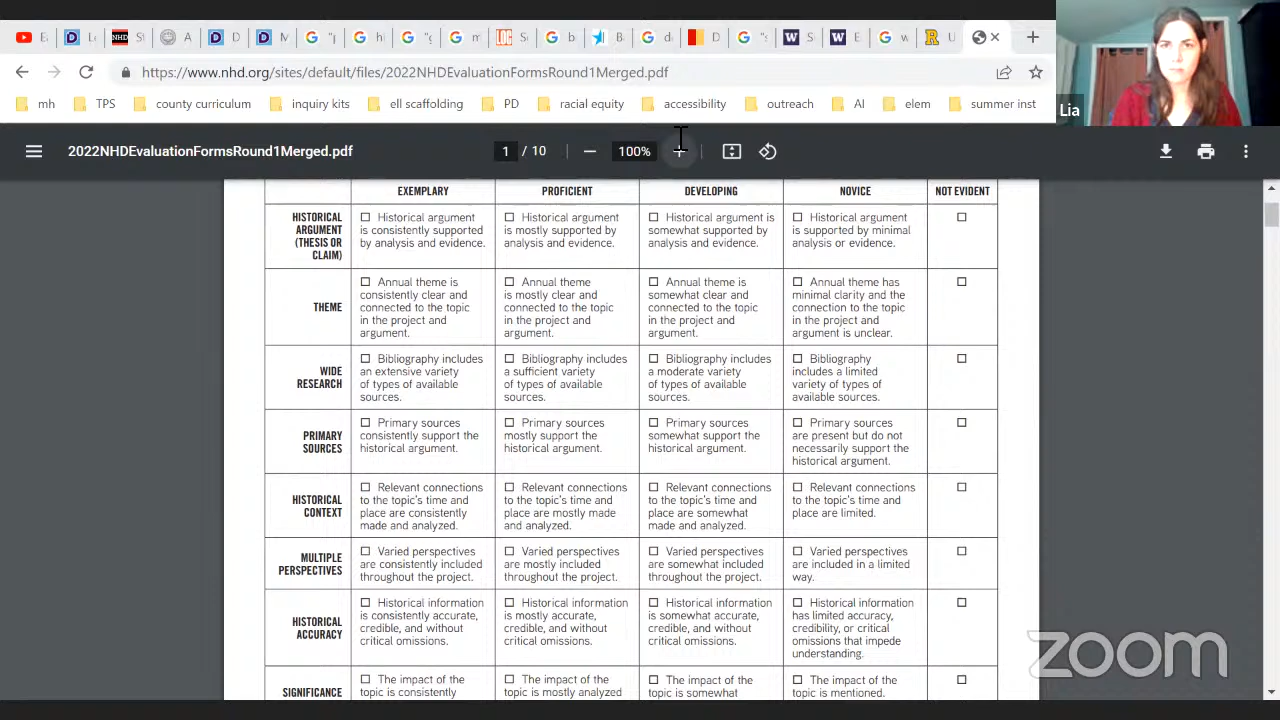 E
L
NHD
S
A
D
D
D
M
G
"(
G
h
G
"g
G
m
LOC
S
G
b
B
G
d
D
G
"s
W
S
W
E
G
w
R
U
https://www.nhd.org/sites/default/files/2022NHDEvaluationFormsRound1Merged.pdf
mh
TPS
county curriculum
inquiry kits
ell scaffolding
PD
racial equity
accessibility
outreach
AI
elem
summer inst
Lia
2022NHDEvaluationFormsRound1Merged.pdf
1 / 10
100%
EXEMPLARY
PROFICIENT
DEVELOPING
NOVICE
NOT EVIDENT
HISTORICAL
ARGUMENT
(THESIS OR
CLAIM)
Historical argument
is consistently supported
by analysis and evidence.
Historical argument
is mostly supported by
analysis and evidence.
Historical argument is
somewhat supported by
analysis and evidence.
Historical argument
is supported by minimal
analysis or evidence.
THEME
Annual theme is
consistently clear and
connected to the topic
in the project and
argument.
Annual theme
is mostly clear and
connected to the topic
in the project and
argument.
Annual theme is
somewhat clear and
connected to the topic
in the project and
argument.
Annual theme has
minimal clarity and the
connection to the topic
in the project and
argument is unclear.
WIDE
RESEARCH
Bibliography includes
an extensive variety
of types of available
sources.
Bibliography includes
a sufficient variety
of types of available
sources.
Bibliography includes
a moderate variety
of types of available
sources.
Bibliography
includes a limited
variety of types of
available sources.
PRIMARY
SOURCES
Primary sources
consistently support the
historical argument.
Primary sources
mostly support the
historical argument.
Primary sources
somewhat support the
historical argument.
Primary sources
are present but do not
necessarily support the
historical argument.
HISTORICAL
CONTEXT
Relevant connections
to the topic's time and
place are consistently
made and analyzed.
Relevant connections
to the topic's time and
place are mostly made
and analyzed.
Relevant connections
to the topic's time and
place are somewhat
made and analyzed.
Relevant connections
to the topic's time and
place are limited.
MULTIPLE
PERSPECTIVES
Varied perspectives
are consistently included
throughout the project.
Varied perspectives
are mostly included
throughout the project.
Varied perspectives
are somewhat included
throughout the project.
Varied perspectives
are included in a limited
way.
HISTORICAL
ACCURACY
Historical information
is consistently accurate,
credible, and without
critical omissions.
Historical information
is mostly accurate,
credible, and without
critical omissions.
Historical information
is somewhat accurate,
credible, and without
critical omissions.
Historical information
has limited accuracy,
credibility, or critical
omissions that impede
understanding.
SIGNIFICANCE
The impact of the
topic is consistently
The impact of the
topic is mostly analyzed
The impact of the
topic is somewhat
The impact of the
topic is mentioned.
zoom